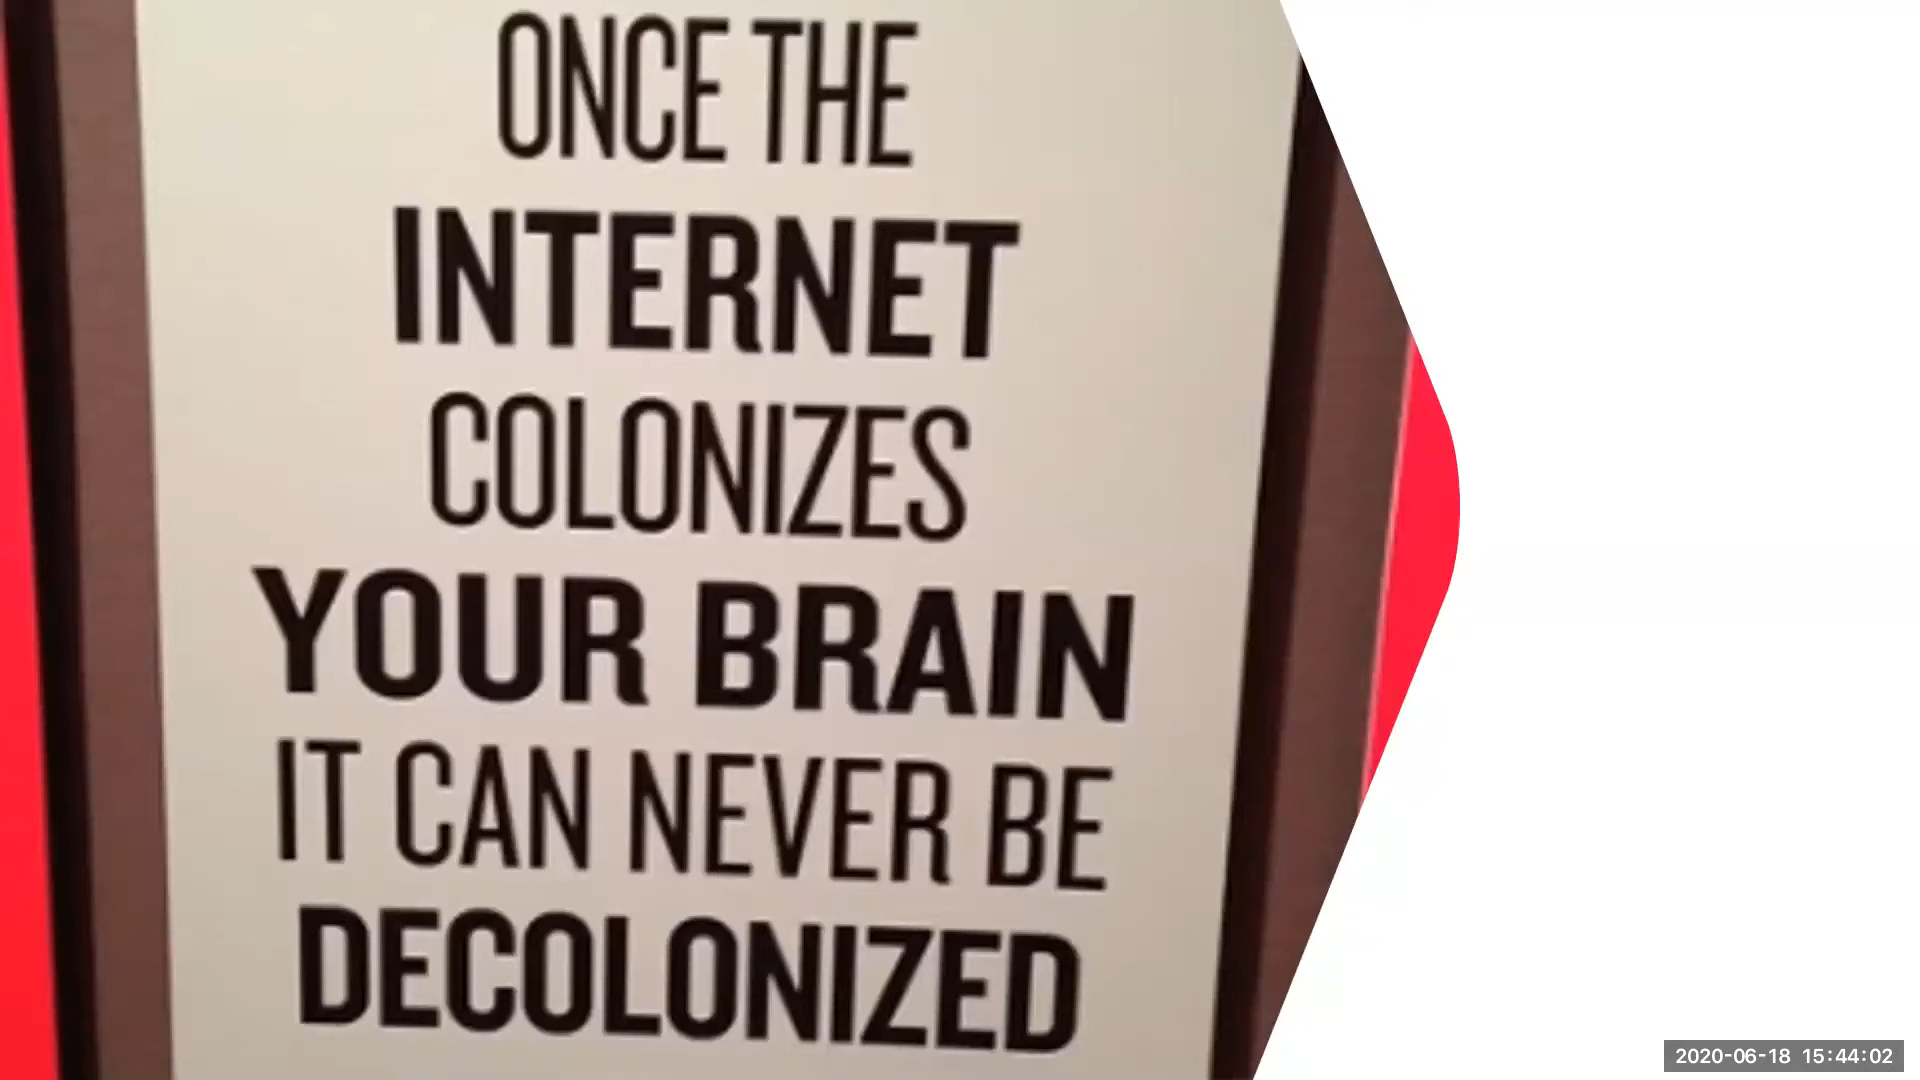 ONCE THE
INTERNET
COLONIZES
YOUR BRAIN
IT CAN NEVER BE
DECOLONIZED
2020-06-18 15:44:02